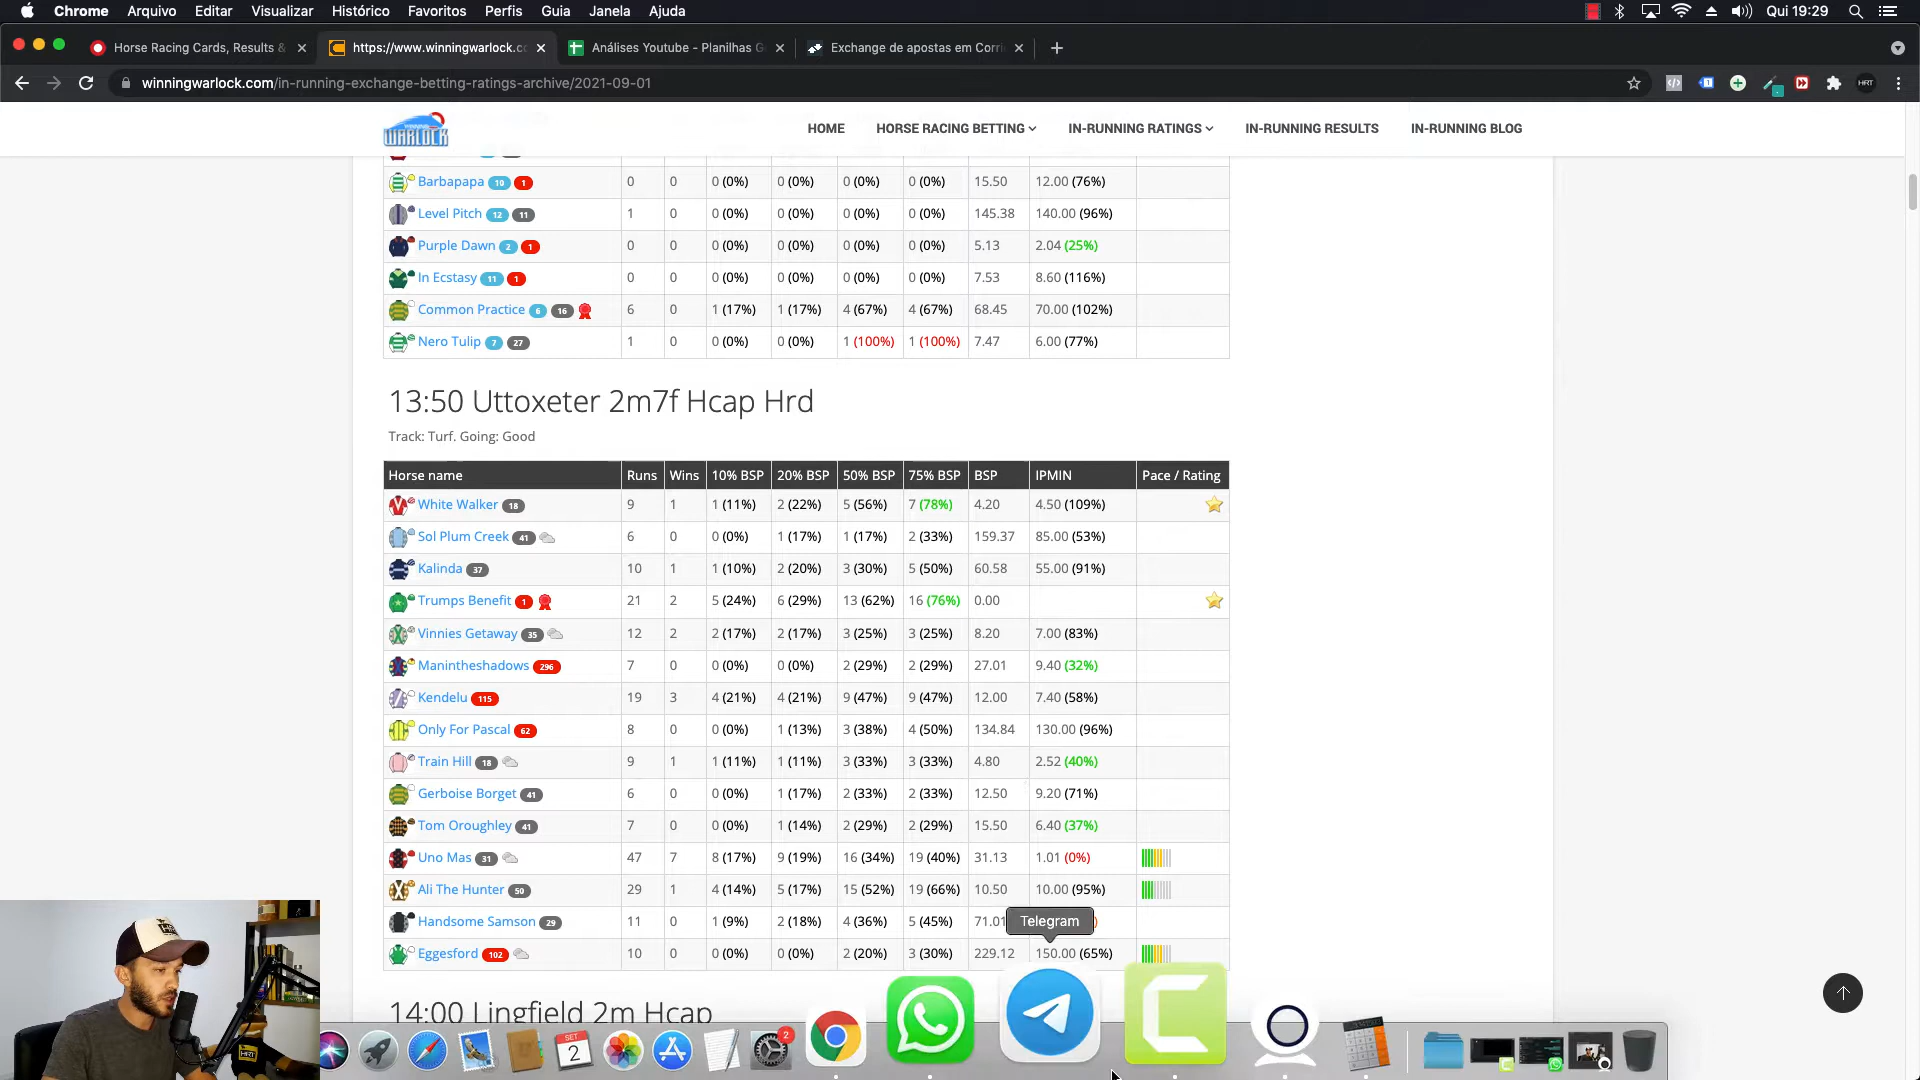 Chrome Arquivo Editar Visualizar Histórico Favoritos Perfis Guia Janela Ajuda Qui 19:29
Horse Racing Cards, Results &
https://www.winningwarlock.co
Análises Youtube - Planilhas G
Exchange de apostas em Corri
winningwarlock.com/in-running-exchange-betting-ratings-archive/2021-09-01
WARLOCK
HOME HORSE RACING BETTING IN-RUNNING RATINGS IN-RUNNING RESULTS IN-RUNNING BLOG
Barbapapa 10 1 0 0 0 (0%) 0 (0%) 0 (0%) 0 (0%) 15.50 12.00 (76%)
Level Pitch 12 11 1 0 0 (0%) 0 (0%) 0 (0%) 0 (0%) 145.38 140.00 (96%)
Purple Dawn 2 1 0 0 0 (0%) 0 (0%) 0 (0%) 0 (0%) 5.13 2.04 (25%)
In Ecstasy 11 1 0 0 0 (0%) 0 (0%) 0 (0%) 0 (0%) 7.53 8.60 (116%)
Common Practice 6 16 6 0 1 (17%) 1 (17%) 4 (67%) 4 (67%) 68.45 70.00 (102%)
Nero Tulip 7 27 1 0 0 (0%) 0 (0%) 1 (100%) 1 (100%) 7.47 6.00 (77%)
13:50 Uttoxeter 2m7f Hcap Hrd
Track: Turf. Going: Good
Horse name Runs Wins 10% BSP 20% BSP 50% BSP 75% BSP BSP IPMIN Pace / Rating
White Walker 18 9 1 1 (11%) 2 (22%) 5 (56%) 7 (78%) 4.20 4.50 (109%)
Sol Plum Creek 41 6 0 0 (0%) 1 (17%) 1 (17%) 2 (33%) 159.37 85.00 (53%)
Kalinda 37 10 1 1 (10%) 2 (20%) 3 (30%) 5 (50%) 60.58 55.00 (91%)
Trumps Benefit 1 21 2 5 (24%) 6 (29%) 13 (62%) 16 (76%) 0.00
Vinnies Getaway 35 12 2 2 (17%) 2 (17%) 3 (25%) 3 (25%) 8.20 7.00 (83%)
Manintheshadows 296 7 0 0 (0%) 0 (0%) 2 (29%) 2 (29%) 27.01 9.40 (32%)
Kendelu 115 19 3 4 (21%) 4 (21%) 9 (47%) 9 (47%) 12.00 7.40 (58%)
Only For Pascal 62 8 0 0 (0%) 1 (13%) 3 (38%) 4 (50%) 134.84 130.00 (96%)
Train Hill 18 9 1 1 (11%) 1 (11%) 3 (33%) 3 (33%) 4.80 2.52 (40%)
Gerboise Borget 41 6 0 0 (0%) 1 (17%) 2 (33%) 2 (33%) 12.50 9.20 (71%)
Tom Oroughley 41 7 0 0 (0%) 1 (14%) 2 (29%) 2 (29%) 15.50 6.40 (37%)
Uno Mas 31 47 7 8 (17%) 9 (19%) 16 (34%) 19 (40%) 31.13 1.01 (0%)
Ali The Hunter 50 29 1 4 (14%) 5 (17%) 15 (52%) 19 (66%) 10.50 10.00 (95%)
Handsome Samson 29 11 0 1 (9%) 2 (18%) 4 (36%) 5 (45%) 71.01
Telegram
Eggesford 102 10 0 0 (0%) 0 (0%) 2 (20%) 3 (30%) 229.12 150.00 (65%)
14:00 Lingfield 2m Hcap
SET
2
2
HRT